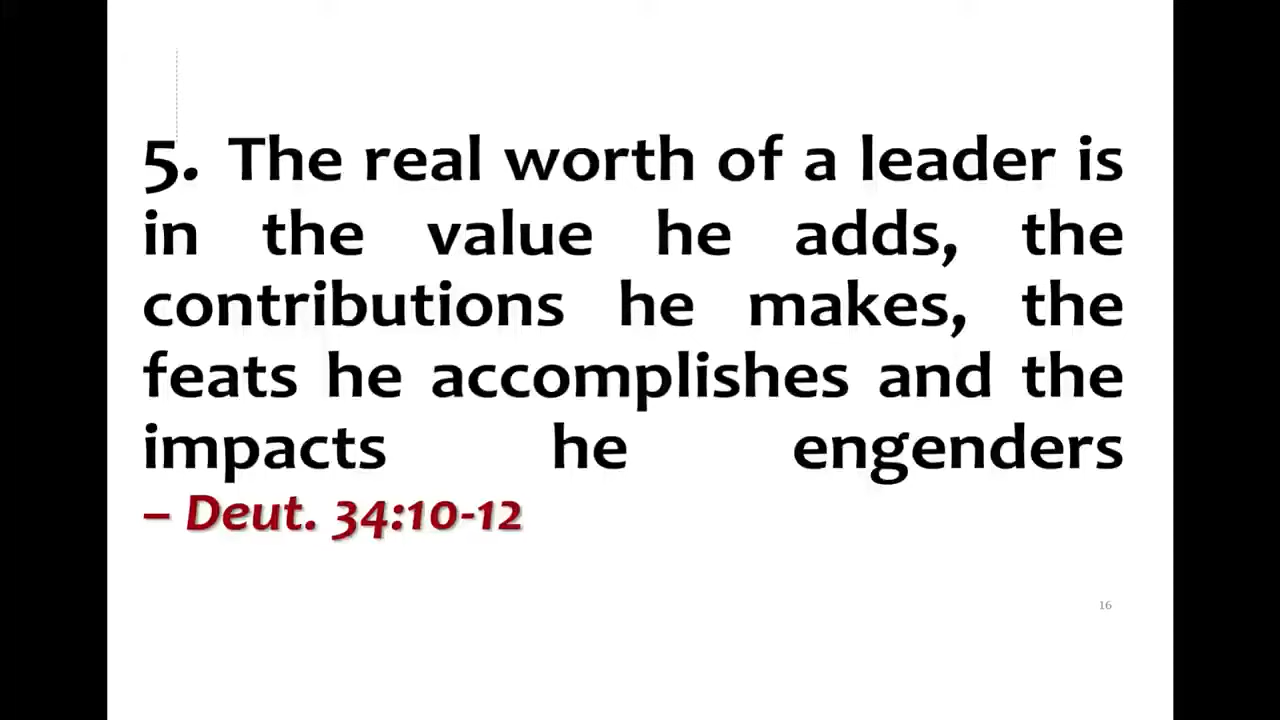 5. The real worth of a leader is
in the value he adds, the
contributions he makes, the
feats he accomplishes and the
impacts he engenders
– Deut. 34:10-12
16